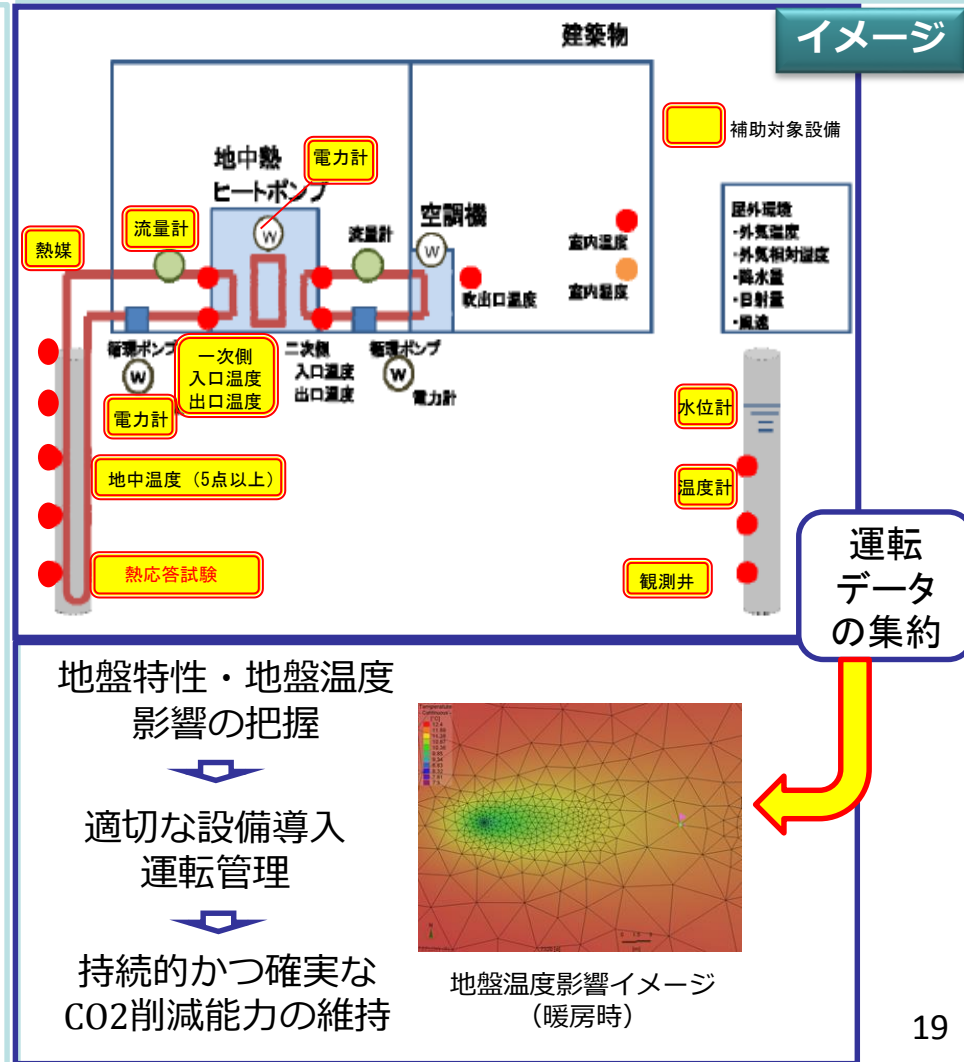 イメージ
建築物
補助対象設備
地中熱
ヒートポンプ
電力計
W
流量計
熱媒
流量計
空調機
W
室内温度
室内湿度
吹出口温度
屋外環境
・外気温度
・外気相対湿度
・降水量
・日射量
・風速
循環ポンプ
W
電力計
一次側
入口温度
出口温度
二次側
入口温度
出口温度
循環ポンプ
W
電力計
地中温度(5点以上)
熱応答試験
水位計
温度計
観測井
運転
データ
の集約
地盤特性・地盤温度
影響の把握
適切な設備導入
運転管理
持続的かつ確実な
CO2削減能力の維持
Temperature
地盤温度影響イメージ
(暖房時)
19